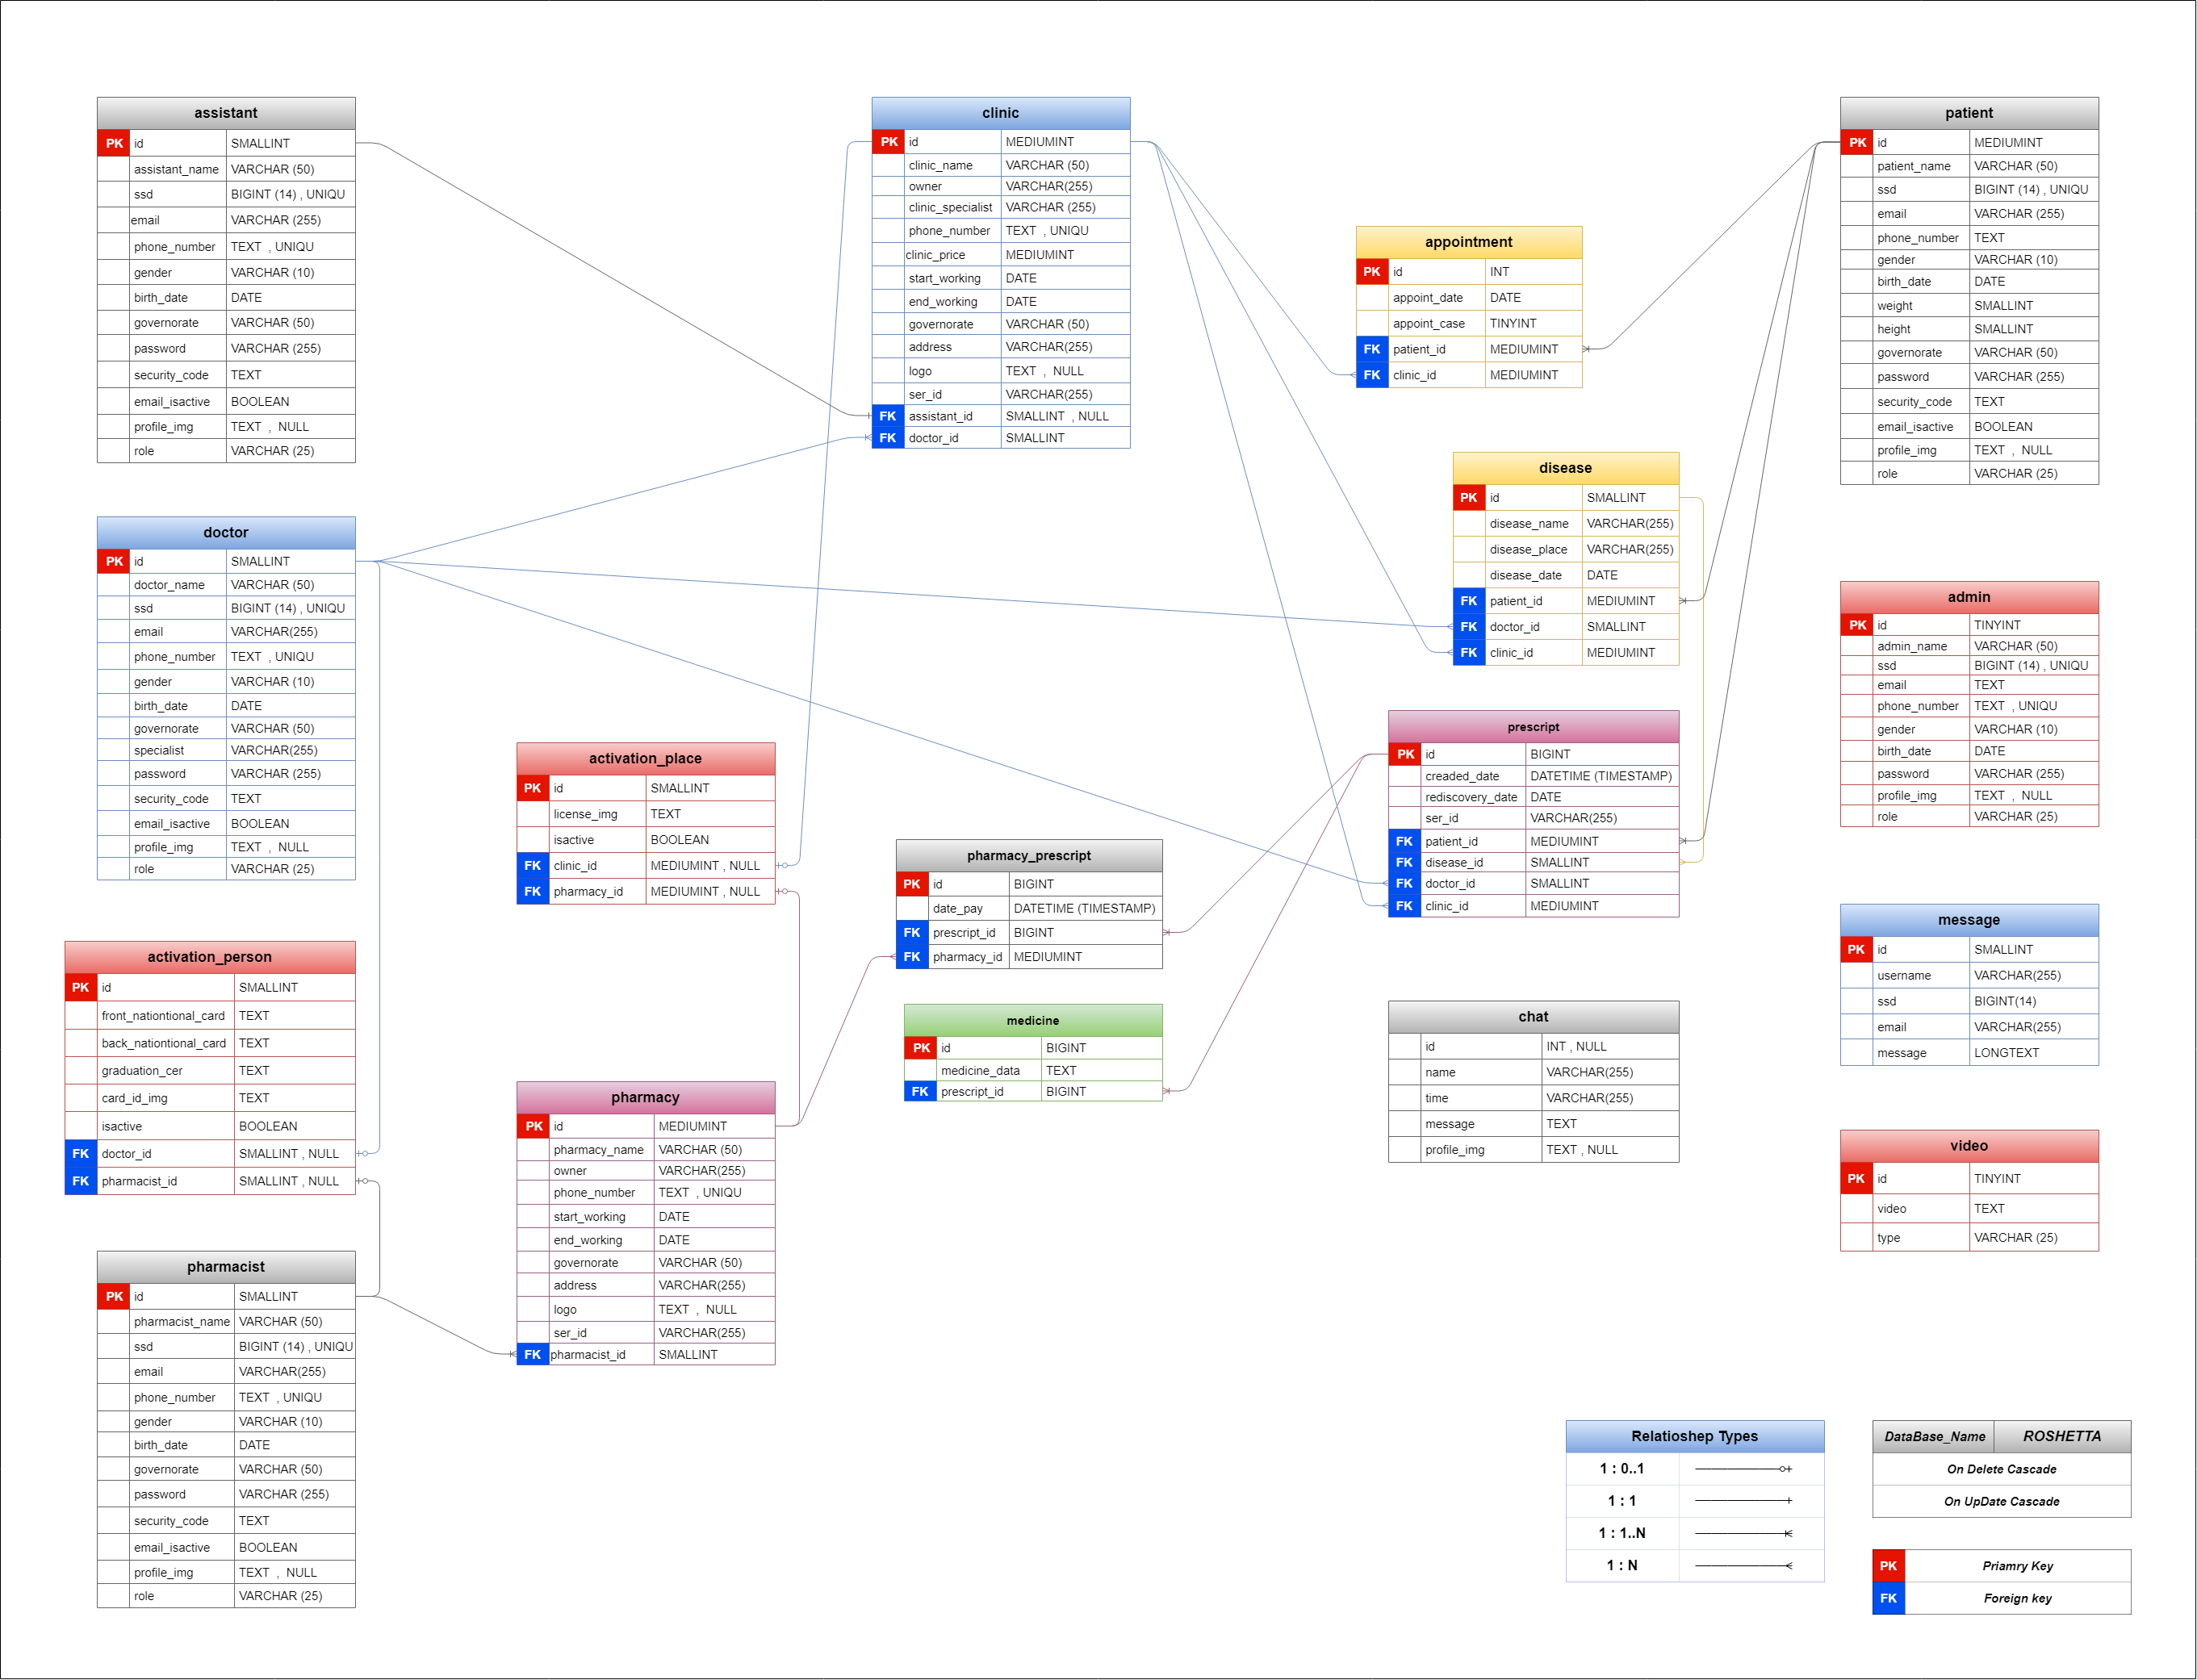 assistant
PK id SMALLINT
assistant_name VARCHAR (50)
ssd BIGINT (14) , UNIQU
email VARCHAR (255)
phone_number TEXT , UNIQU
gender VARCHAR (10)
birth_date DATE
governorate VARCHAR (50)
password VARCHAR (255)
security_code TEXT
email_isactive BOOLEAN
profile_img TEXT , NULL
role VARCHAR (25)
clinic
PK id MEDIUMINT
clinic_name VARCHAR (50)
owner VARCHAR(255)
clinic_specialist VARCHAR (255)
phone_number TEXT , UNIQU
clinic_price MEDIUMINT
start_working DATE
end_working DATE
governorate VARCHAR (50)
address VARCHAR(255)
logo TEXT , NULL
ser_id VARCHAR(255)
FK assistant_id SMALLINT , NULL
FK doctor_id SMALLINT
appointment
PK id INT
appoint_date DATE
appoint_case TINYINT
FK patient_id MEDIUMINT
FK clinic_id MEDIUMINT
patient
PK id MEDIUMINT
patient_name VARCHAR (50)
ssd BIGINT (14) , UNIQU
email VARCHAR (255)
phone_number TEXT
gender VARCHAR (10)
birth_date DATE
weight SMALLINT
height SMALLINT
governorate VARCHAR (50)
password VARCHAR (255)
security_code TEXT
email_isactive BOOLEAN
profile_img TEXT , NULL
role VARCHAR (25)
disease
PK id SMALLINT
disease_name VARCHAR(255)
disease_place VARCHAR(255)
disease_date DATE
FK patient_id MEDIUMINT
FK doctor_id SMALLINT
FK clinic_id MEDIUMINT
doctor
PK id SMALLINT
doctor_name VARCHAR (50)
ssd BIGINT (14) , UNIQU
email VARCHAR(255)
phone_number TEXT , UNIQU
gender VARCHAR (10)
birth_date DATE
governorate VARCHAR (50)
specialist VARCHAR(255)
password VARCHAR (255)
security_code TEXT
email_isactive BOOLEAN
profile_img TEXT , NULL
role VARCHAR (25)
admin
PK id TINYINT
admin_name VARCHAR (50)
ssd BIGINT (14) , UNIQU
email TEXT
phone_number TEXT , UNIQU
gender VARCHAR (10)
birth_date DATE
password VARCHAR (255)
profile_img TEXT , NULL
role VARCHAR (25)
activation_place
PK id SMALLINT
license_img TEXT
isactive BOOLEAN
FK clinic_id MEDIUMINT , NULL
FK pharmacy_id MEDIUMINT , NULL
prescript
PK id BIGINT
creaded_date DATETIME (TIMESTAMP)
rediscovery_date DATE
ser_id VARCHAR(255)
FK patient_id MEDIUMINT
FK disease_id SMALLINT
FK doctor_id SMALLINT
FK clinic_id MEDIUMINT
pharmacy_prescript
PK id BIGINT
date_pay DATETIME (TIMESTAMP)
FK prescript_id BIGINT
FK pharmacy_id MEDIUMINT
message
PK id SMALLINT
username VARCHAR(255)
ssd BIGINT(14)
email VARCHAR(255)
message LONGTEXT
activation_person
PK id SMALLINT
front_nationtional_card TEXT
back_nationtional_card TEXT
graduation_cer TEXT
card_id_img TEXT
isactive BOOLEAN
FK doctor_id SMALLINT , NULL
FK pharmacist_id SMALLINT , NULL
medicine
PK id BIGINT
medicine_data TEXT
FK prescript_id BIGINT
chat
id INT , NULL
name VARCHAR(255)
time VARCHAR(255)
message TEXT
profile_img TEXT , NULL
pharmacy
PK id MEDIUMINT
pharmacy_name VARCHAR (50)
owner VARCHAR(255)
phone_number TEXT , UNIQU
start_working DATE
end_working DATE
governorate VARCHAR (50)
address VARCHAR(255)
logo TEXT , NULL
ser_id VARCHAR(255)
FK pharmacist_id SMALLINT
video
PK id TINYINT
video TEXT
type VARCHAR (25)
pharmacist
PK id SMALLINT
pharmacist_name VARCHAR (50)
ssd BIGINT (14) , UNIQU
email VARCHAR(255)
phone_number TEXT , UNIQU
gender VARCHAR (10)
birth_date DATE
governorate VARCHAR (50)
password VARCHAR (255)
security_code TEXT
email_isactive BOOLEAN
profile_img TEXT , NULL
role VARCHAR (25)
Relatioshep Types
1 : 0..1
1 : 1
1 : 1..N
1 : N
DataBase_Name ROSHETTA
On Delete Cascade
On UpDate Cascade
PK Priamry Key
FK Foreign key